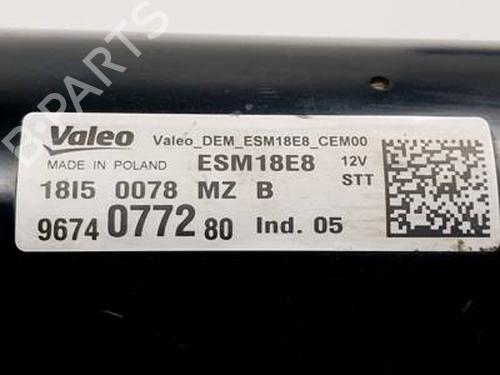 Valeo Valeo_DEM_ESM18E8_CEM00
MADE IN POLAND ESM18E8 12V
18I5 0078 MZ B STT
9674 0772 80 Ind. 05
B-PARTS